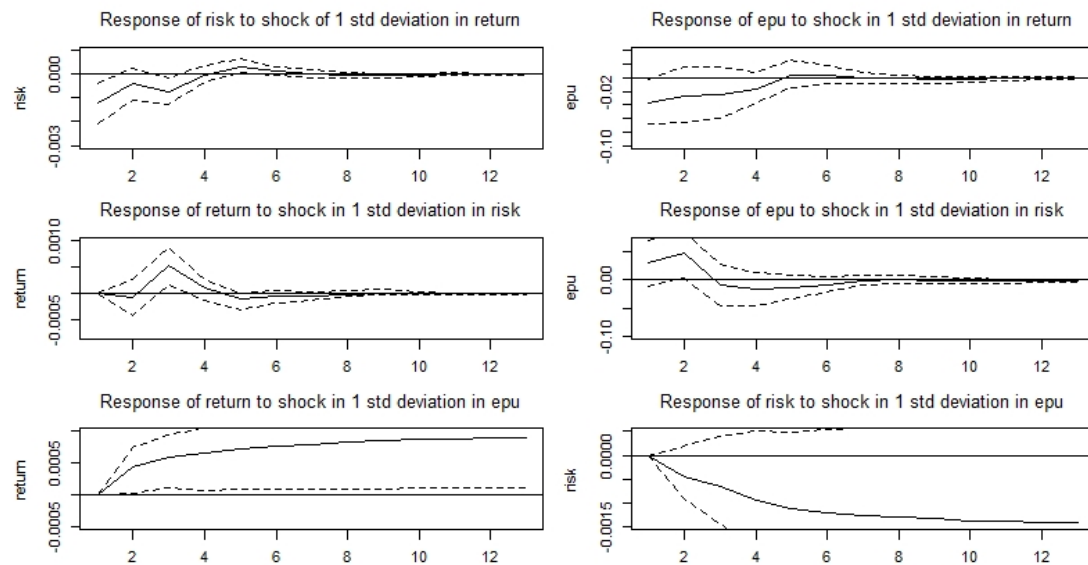 Response of risk to shock of 1 std deviation in return
risk
0.000
-0.003
2 4 6 8 10 12
Response of epu to shock in 1 std deviation in return
epu
-0.02
-0.10
2 4 6 8 10 12
Response of return to shock in 1 std deviation in risk
return
0.0010
-0.0005
2 4 6 8 10 12
Response of epu to shock in 1 std deviation in risk
epu
0.00
-0.10
2 4 6 8 10 12
Response of return to shock in 1 std deviation in epu
return
0.0005
-0.0005
2 4 6 8 10 12
Response of risk to shock in 1 std deviation in epu
risk
0.0000
-0.0015
2 4 6 8 10 12